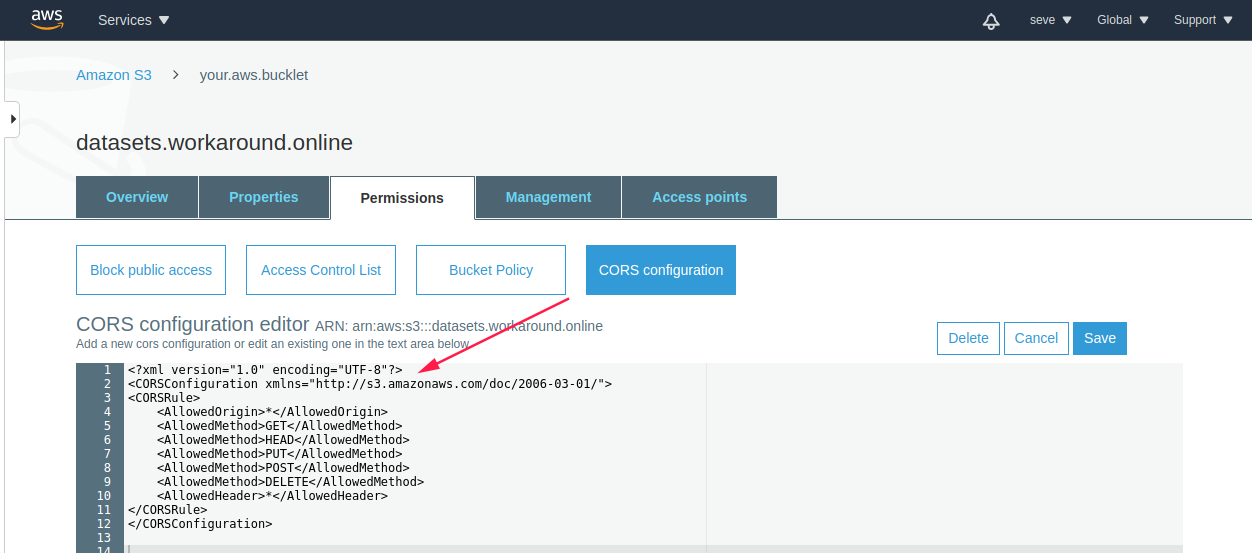 aws Services seve Global Support
Amazon S3 > your.aws.bucklet
datasets.workaround.online
Overview Properties Permissions Management Access points
Block public access Access Control List Bucket Policy CORS configuration
CORS configuration editor ARN: arn:aws:s3:::datasets.workaround.online
Add a new cors configuration or edit an existing one in the text area below.
Delete Cancel Save
1 <?xml version="1.0" encoding="UTF-8"?>
2 <CORSConfiguration xmlns="http://s3.amazonaws.com/doc/2006-03-01/">
3 <CORSRule>
4 <AllowedOrigin>*</AllowedOrigin>
5 <AllowedMethod>GET</AllowedMethod>
6 <AllowedMethod>HEAD</AllowedMethod>
7 <AllowedMethod>PUT</AllowedMethod>
8 <AllowedMethod>POST</AllowedMethod>
9 <AllowedMethod>DELETE</AllowedMethod>
10 <AllowedHeader>*</AllowedHeader>
11 </CORSRule>
12 </CORSConfiguration>
13
14